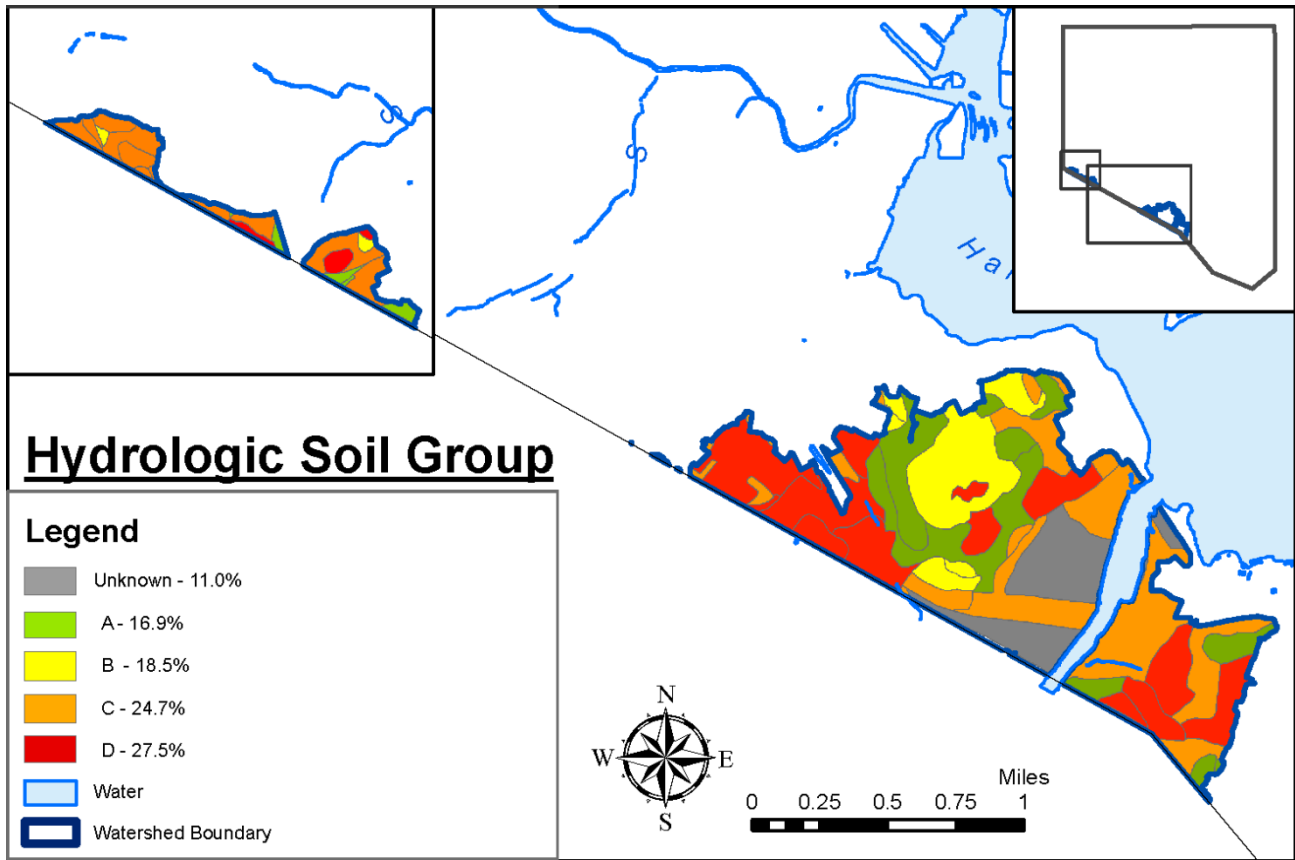 Hydrologic Soil Group
Legend
Unknown - 11.0%
A - 16.9%
B - 18.5%
C - 24.7%
D - 27.5%
Water
Watershed Boundary
N
W E
S
Miles
0 0.25 0.5 0.75 1
S
S